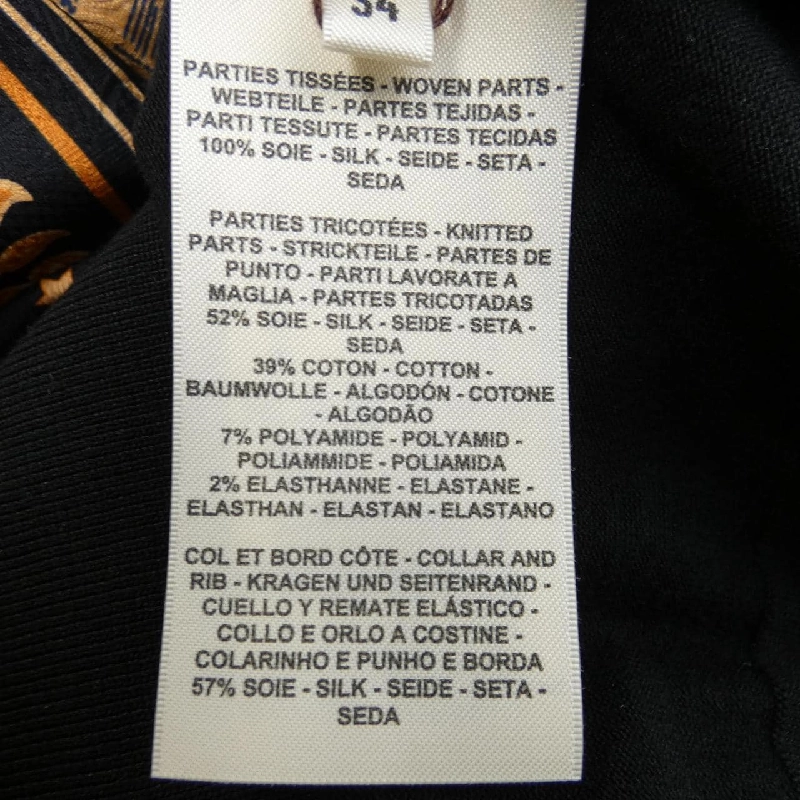 34
PARTIES TISSÉES - WOVEN PARTS -
WEBTEILE - PARTES TEJIDAS -
PARTI TESSUTE - PARTES TECIDAS
100% SOIE - SILK - SEIDE - SETA -
SEDA
PARTIES TRICOTÉES - KNITTED
PARTS - STRICKTEILE - PARTES DE
PUNTO - PARTI LAVORATE A
MAGLIA - PARTES TRICOTADAS
52% SOIE - SILK - SEIDE - SETA -
SEDA
39% COTON - COTTON -
BAUMWOLLE - ALGODÓN - COTONE
- ALGODÃO
7% POLYAMIDE - POLYAMID -
POLIAMMIDE - POLIAMIDA
2% ELASTHANNE - ELASTANE -
ELASTHAN - ELASTAN - ELASTANO
COL ET BORD CÔTE - COLLAR AND
RIB - KRAGEN UND SEITENRAND -
CUELLO Y REMATE ELÁSTICO -
COLLO E ORLO A COSTINE -
COLARINHO E PUNHO E BORDA
57% SOIE - SILK - SEIDE - SETA -
SEDA